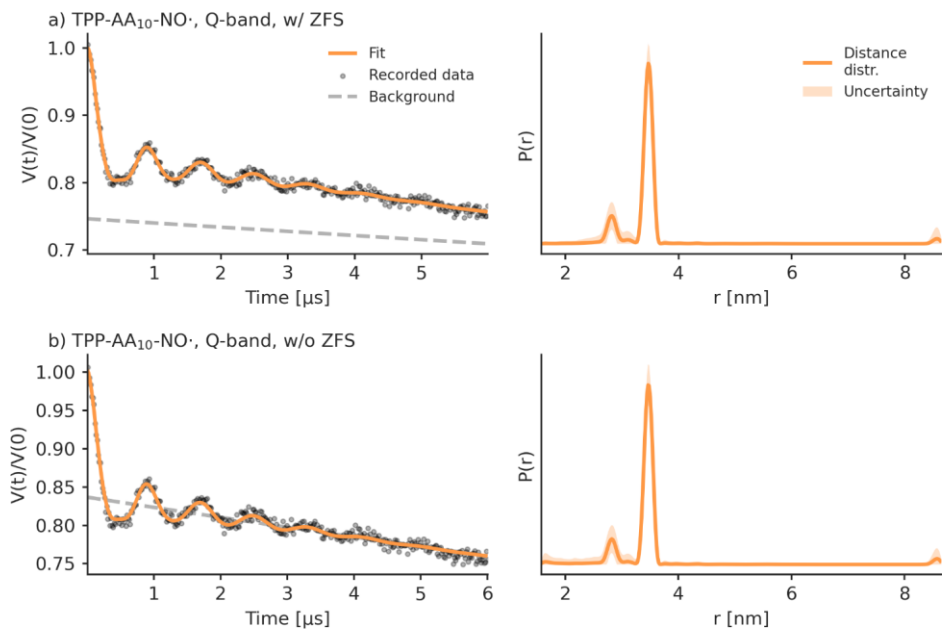 a) TPP-AA₁₀-NO·, Q-band, w/ ZFS
1.0
0.9
0.8
0.7
V(t)/V(0)
Fit
Recorded data
Background
1 2 3 4 5
Time [µs]
P(r)
Distance
distr.
Uncertainty
2 4 6 8
r [nm]
b) TPP-AA₁₀-NO·, Q-band, w/o ZFS
1.00
0.95
0.90
0.85
0.80
0.75
V(t)/V(0)
1 2 3 4 5 6
Time [µs]
P(r)
2 4 6 8
r [nm]